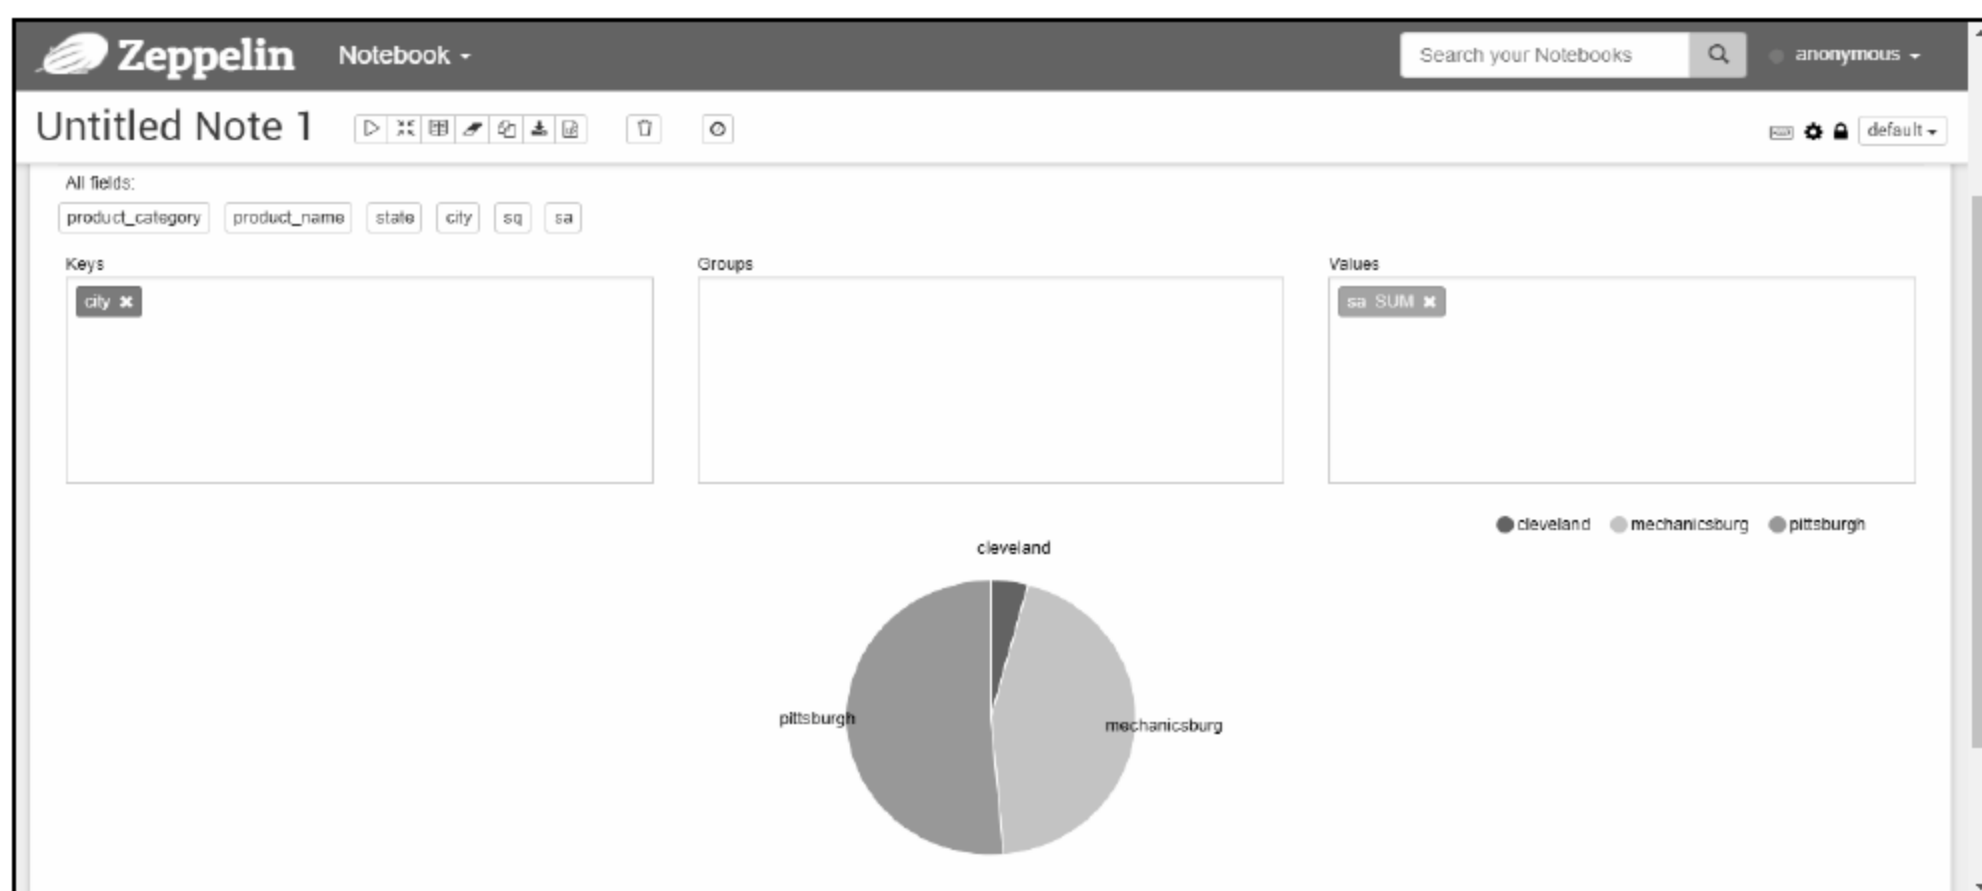 Zeppelin Notebook Search your Notebooks anonymous
Untitled Note 1 default
All fields:
product_category product_name state city sq sa
Keys Groups Values
city sa SUM
cleveland mechanicsburg pittsburgh
cleveland
pittsburgh mechanicsburg